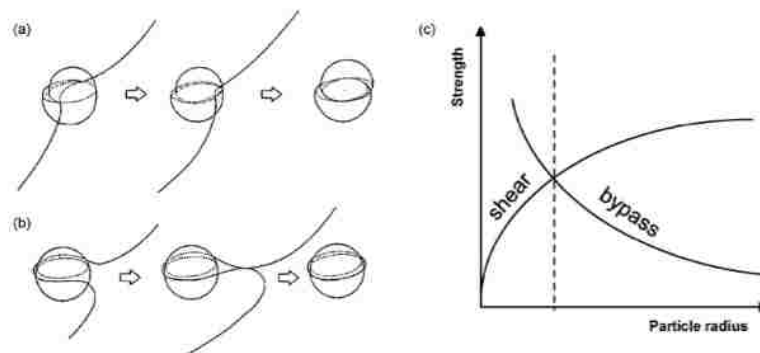 (a)
(b)
(c)
Strength
shear
bypass
Particle radius